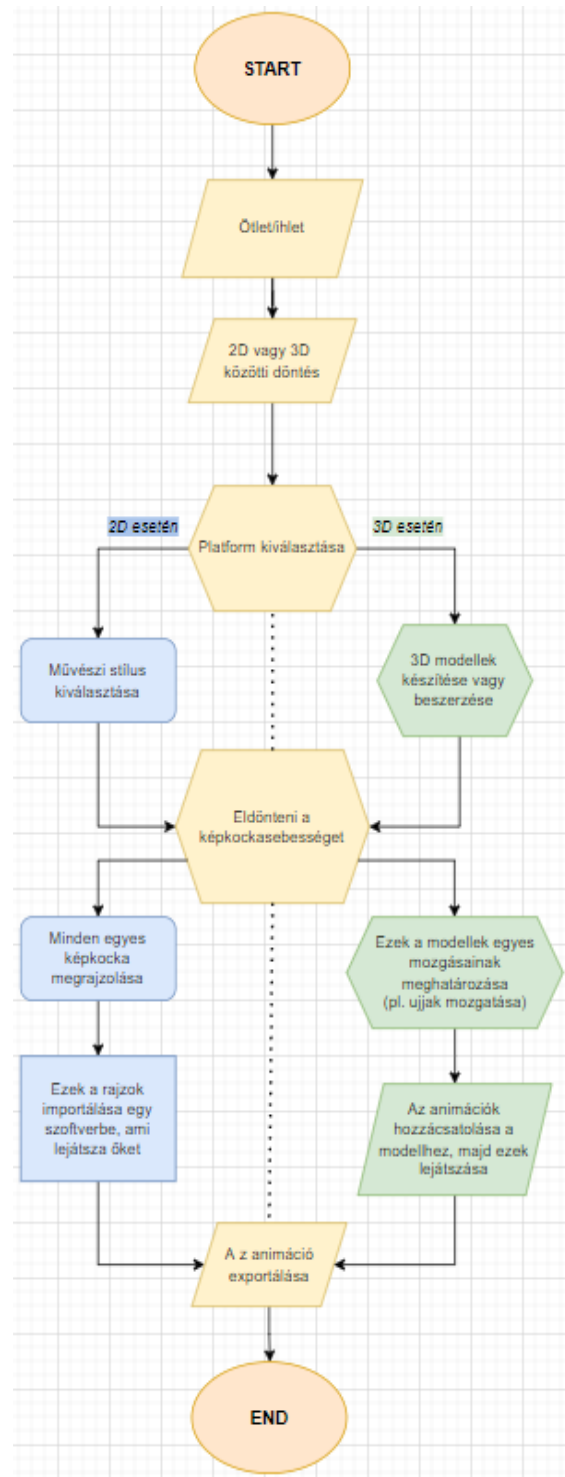 START
Ötlet/ihlet
2D vagy 3D
közötti döntés
2D esetén
3D esetén
Platform kiválasztása
Művészi stílus
kiválasztása
3D modellek
készítése vagy
beszerzése
Eldönteni a
képkockasebességet
Minden egyes
képkocka
megrajzolása
Ezek a modellek egyes
mozgásainak
meghatározása
(pl. ujjak mozgatása)
Ezek a rajzok
importálása egy
szoftverbe, ami
lejátsza őket
Az animációk
hozzácsatolása a
modellhez, majd ezek
lejátszása
A z animáció
exportálása
END